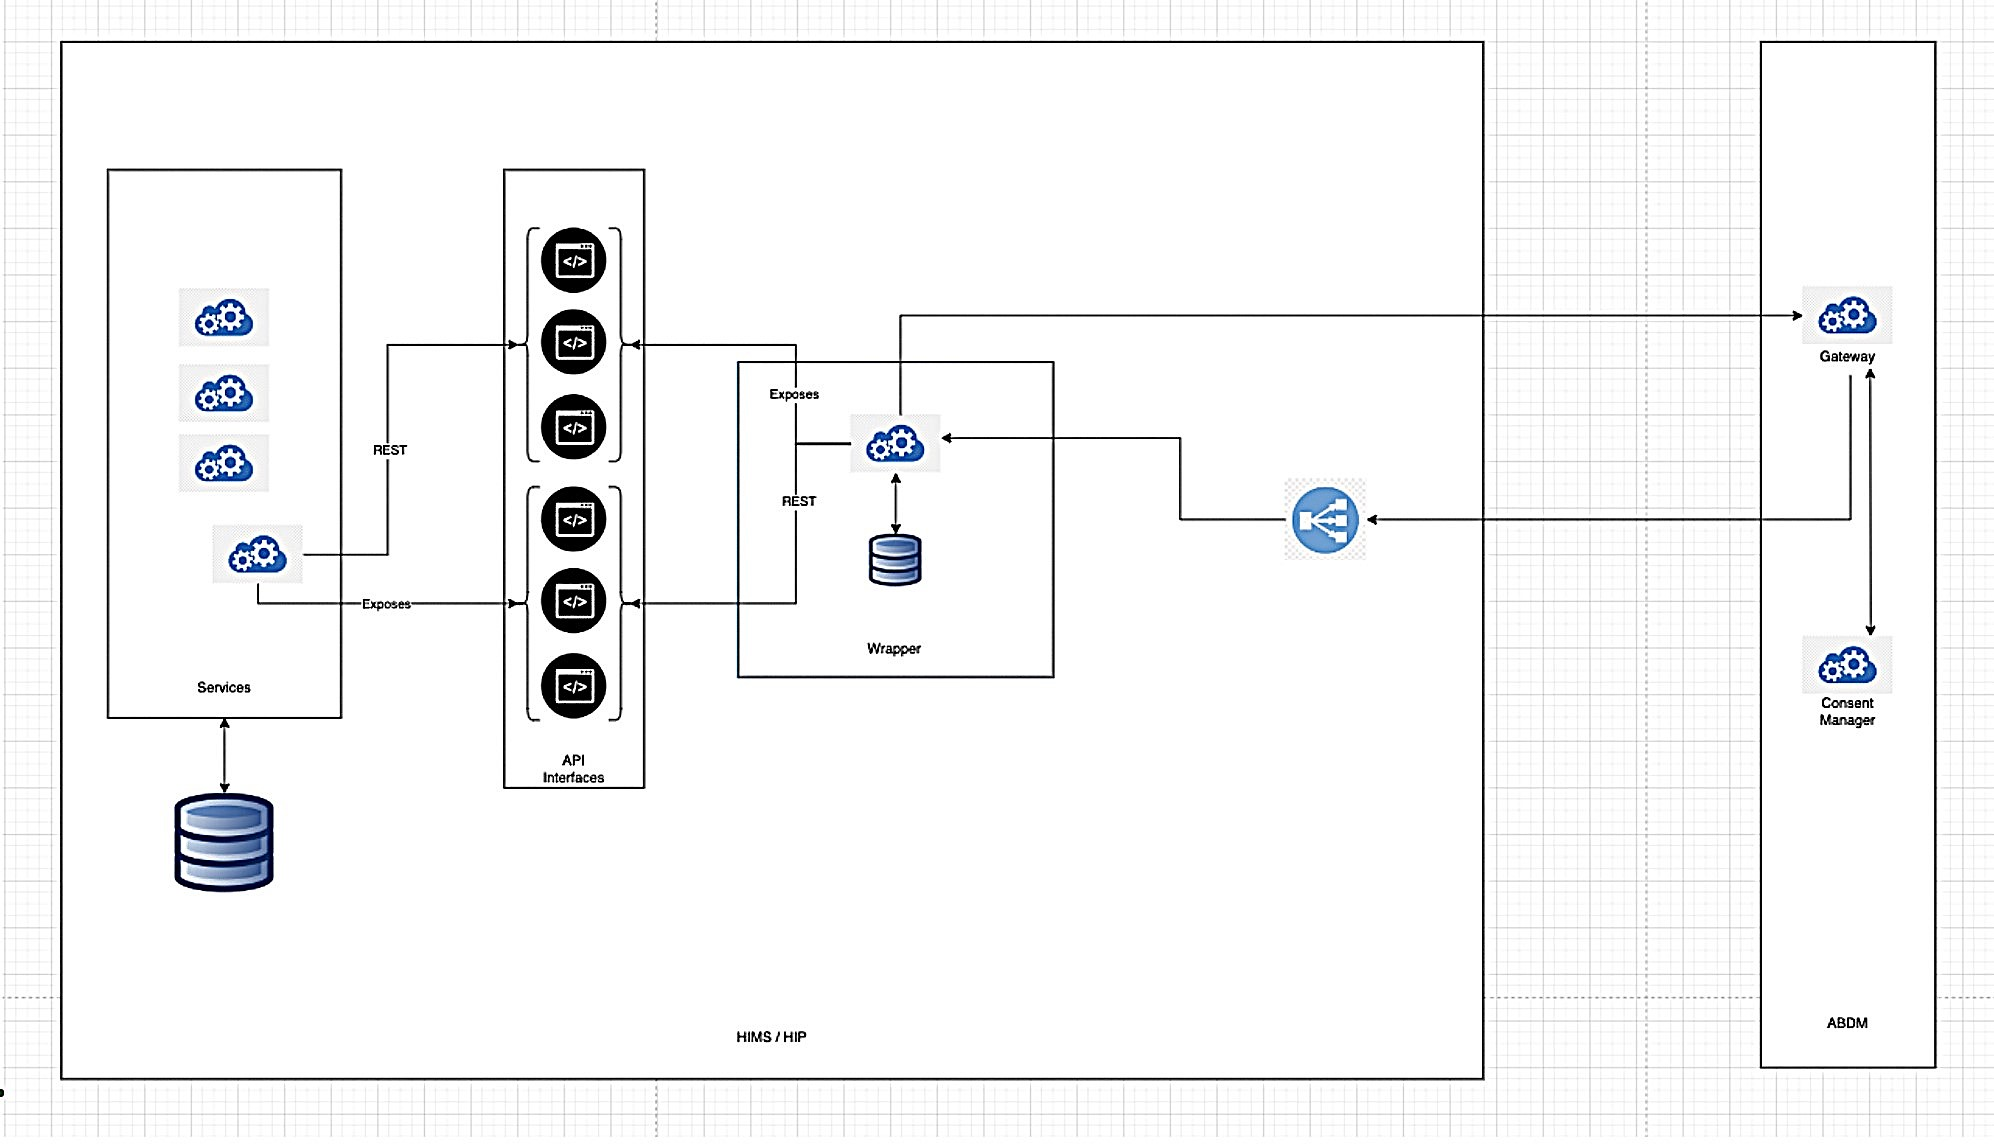 Gateway
Exposes
REST
REST
Exposes
Wrapper
Services
Consent
Manager
API
Interfaces
ABDM
HIMS / HIP